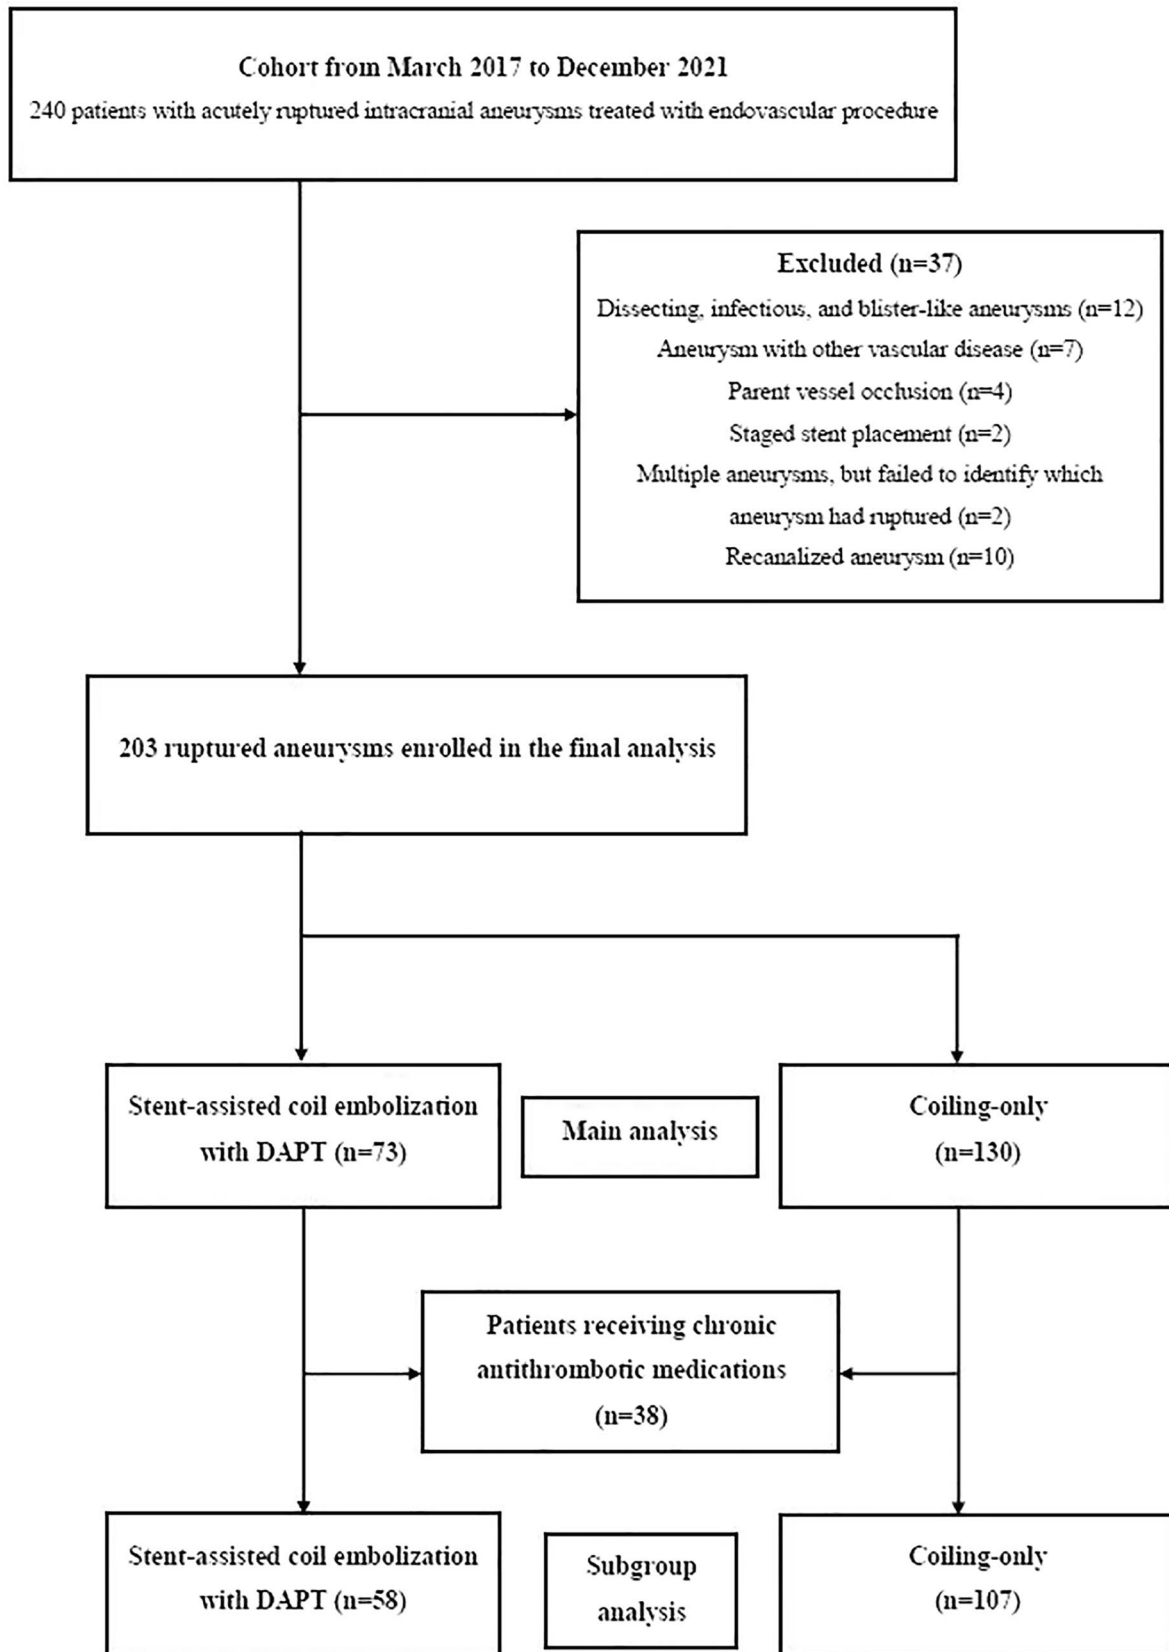 Cohort from March 2017 to December 2021
240 patients with acutely ruptured intracranial aneurysms treated with endovascular procedure
Excluded (n=37)
Dissecting, infectious, and blister-like aneurysms (n=12)
Aneurysm with other vascular disease (n=7)
Parent vessel occlusion (n=4)
Staged stent placement (n=2)
Multiple aneurysms, but failed to identify which
aneurysm had ruptured (n=2)
Recanalized aneurysm (n=10)
203 ruptured aneurysms enrolled in the final analysis
Stent-assisted coil embolization
with DAPT (n=73)
Main analysis
Coiling-only
(n=130)
Patients receiving chronic
antithrombotic medications
(n=38)
Stent-assisted coil embolization
with DAPT (n=58)
Subgroup
analysis
Coiling-only
(n=107)